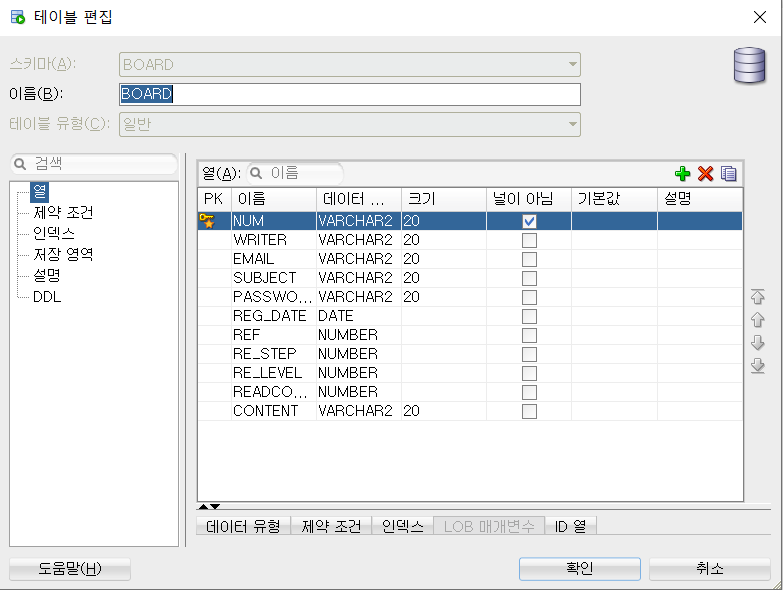 테이블 편집
스키마(A): BOARD
이름(B): BOARD
테이블 유형(C): 일반
검색
열
제약 조건
인덱스
저장 영역
설명
DDL
열(A): 이름
PK 이름 데이터 ... 크기 널이 아님 기본값 설명
NUM VARCHAR2 20
WRITER VARCHAR2 20
EMAIL VARCHAR2 20
SUBJECT VARCHAR2 20
PASSWO... VARCHAR2 20
REG_DATE DATE
REF NUMBER
RE_STEP NUMBER
RE_LEVEL NUMBER
READCO... NUMBER
CONTENT VARCHAR2 20
데이터 유형 제약 조건 인덱스 LOB 매개변수 ID 열
도움말(H) 확인 취소